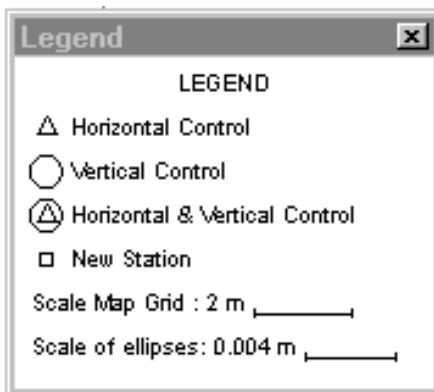 Legend
LEGEND
Horizontal Control
Vertical Control
Horizontal & Vertical Control
New Station
Scale Map Grid : 2 m
Scale of ellipses: 0.004 m